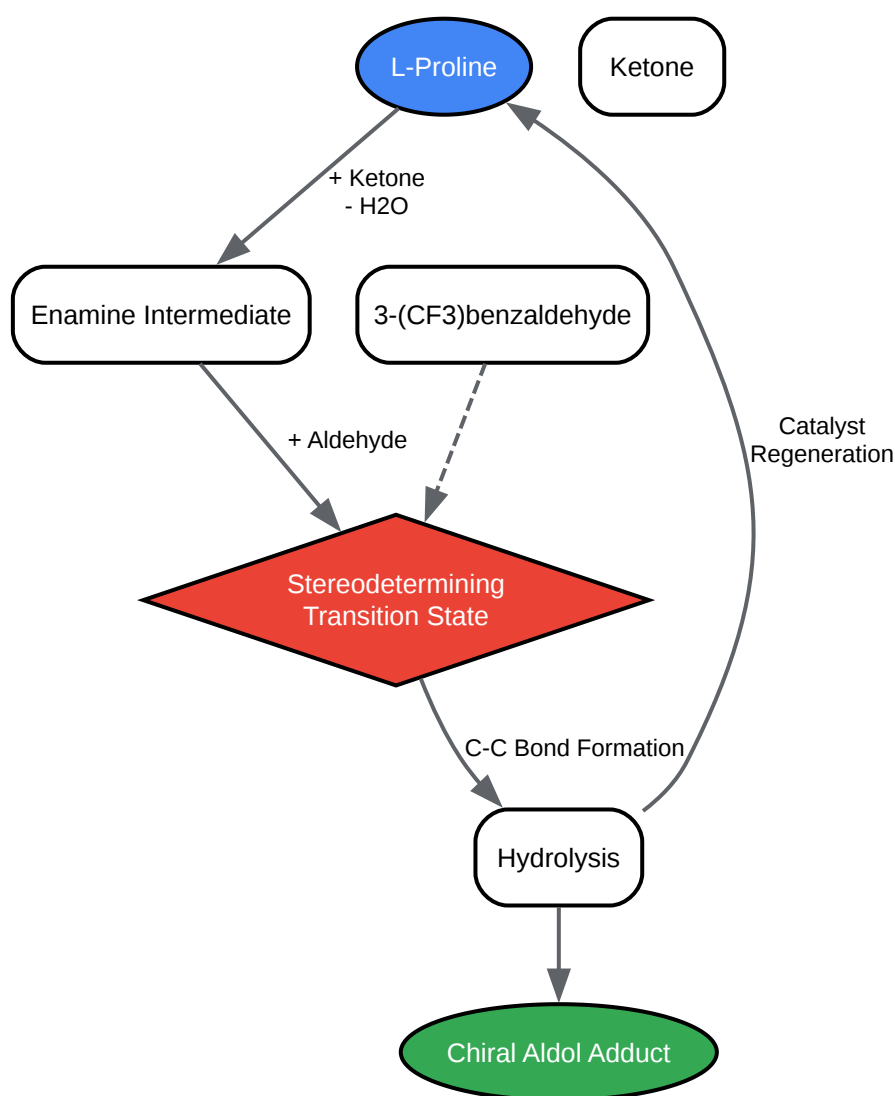 L-Proline
Ketone
+ Ketone
- H2O
Enamine Intermediate
3-(CF3)benzaldehyde
+ Aldehyde
Catalyst
Regeneration
Stereodetermining
Transition State
C-C Bond Formation
Hydrolysis
Chiral Aldol Adduct